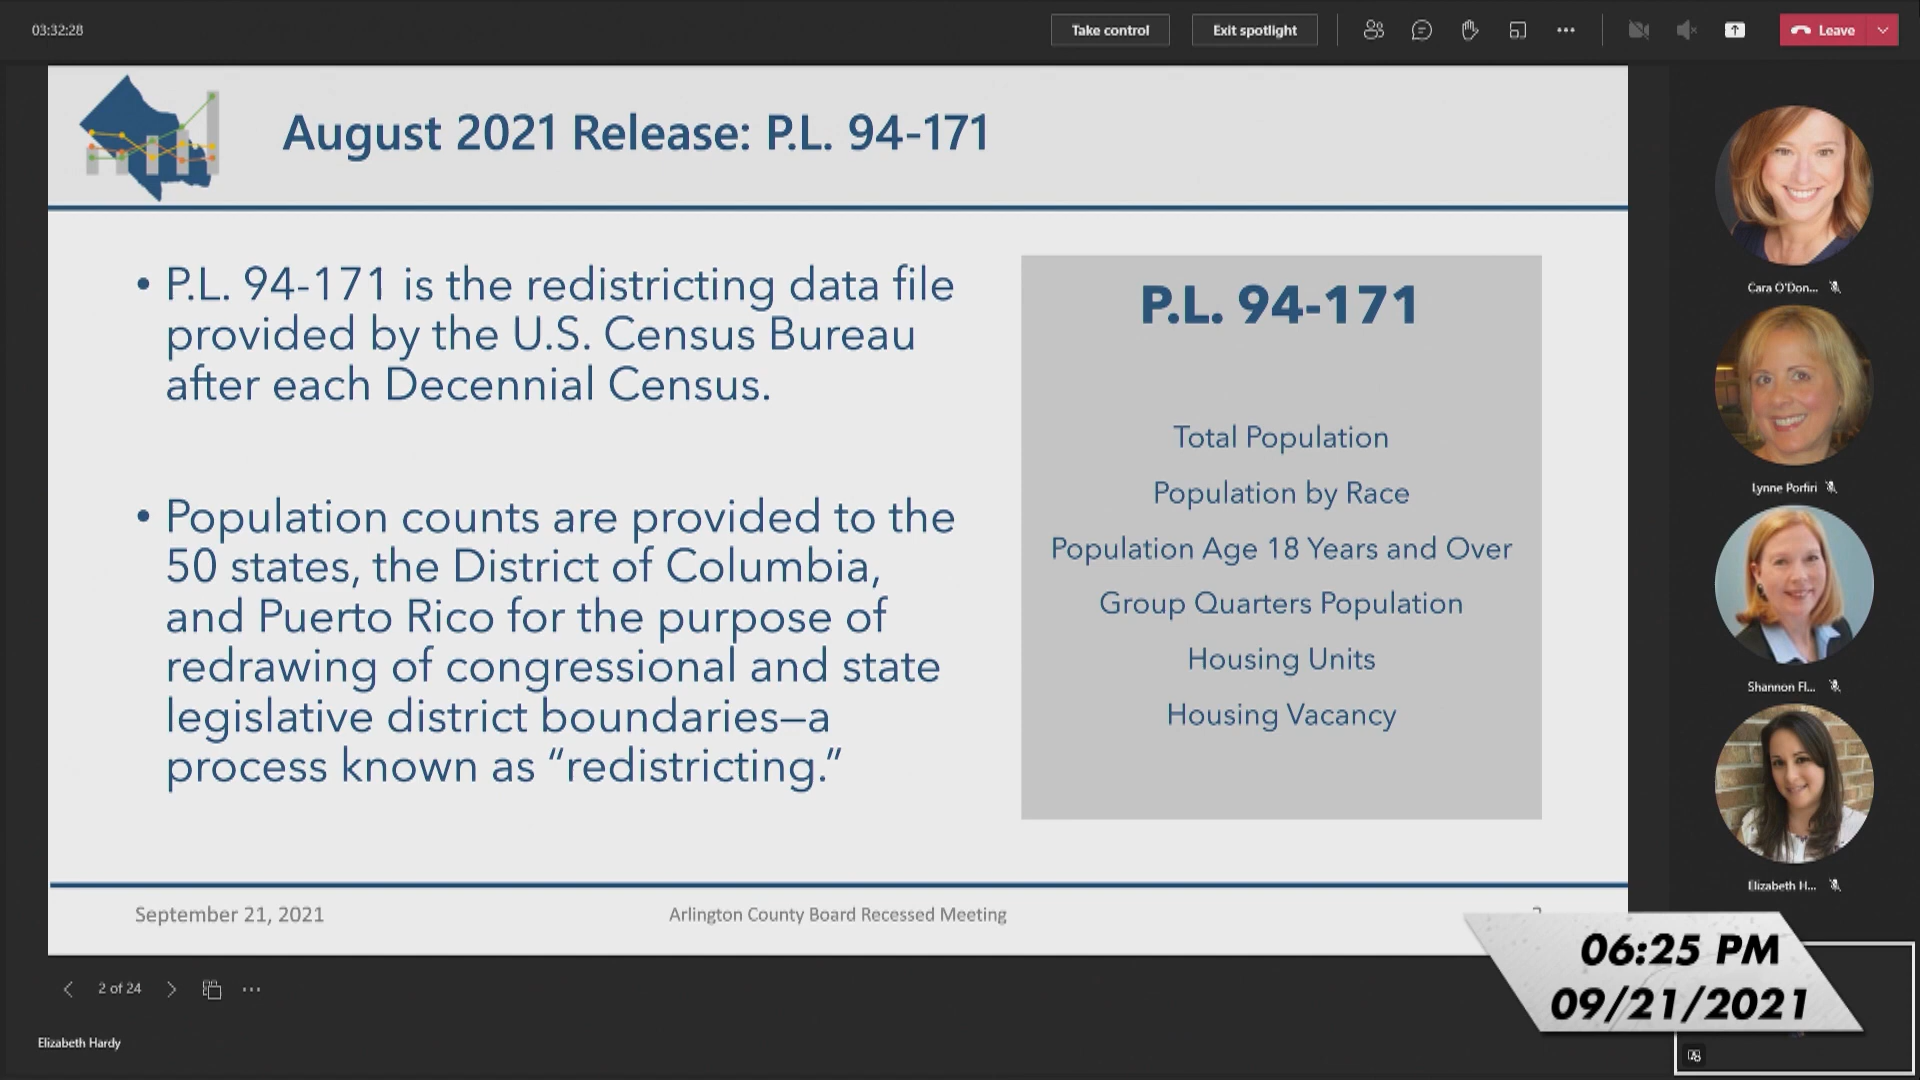 03:32:28
Take control
Exit spotlight
Leave
August 2021 Release: P.L. 94-171
• P.L. 94-171 is the redistricting data file
provided by the U.S. Census Bureau
after each Decennial Census.
• Population counts are provided to the
50 states, the District of Columbia,
and Puerto Rico for the purpose of
redrawing of congressional and state
legislative district boundaries—a
process known as “redistricting.”
P.L. 94-171
Total Population
Population by Race
Population Age 18 Years and Over
Group Quarters Population
Housing Units
Housing Vacancy
September 21, 2021
Arlington County Board Recessed Meeting
Cara O'Don...
Lynne Porfiri
Shannon Fl...
Elizabeth H...
2 of 24
Elizabeth Hardy
06:25 PM
09/21/2021